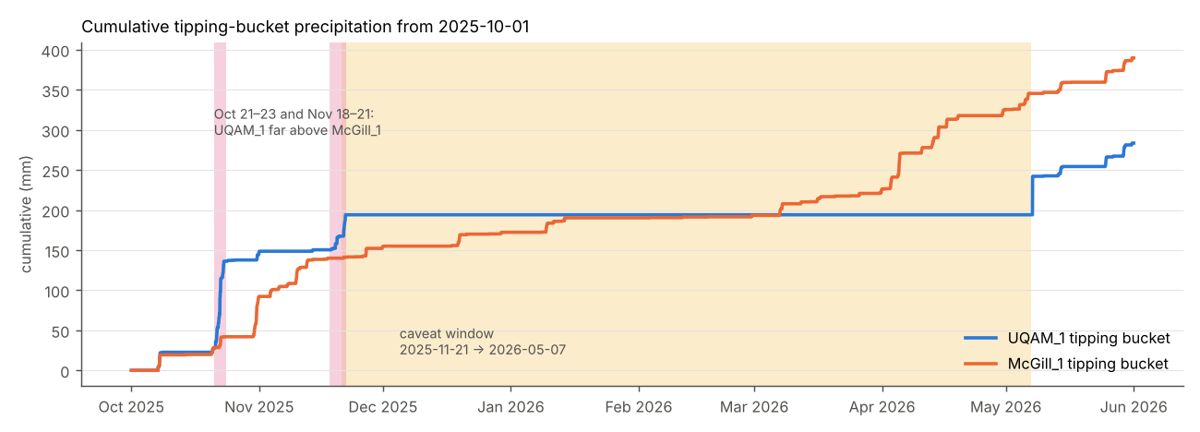 Cumulative tipping-bucket precipitation from 2025-10-01
cumulative (mm)
400
350
300
250
200
150
100
50
0
Oct 21–23 and Nov 18–21:
UQAM_1 far above McGill_1
caveat window
2025-11-21 → 2026-05-07
UQAM_1 tipping bucket
McGill_1 tipping bucket
Oct 2025 Nov 2025 Dec 2025 Jan 2026 Feb 2026 Mar 2026 Apr 2026 May 2026 Jun 2026